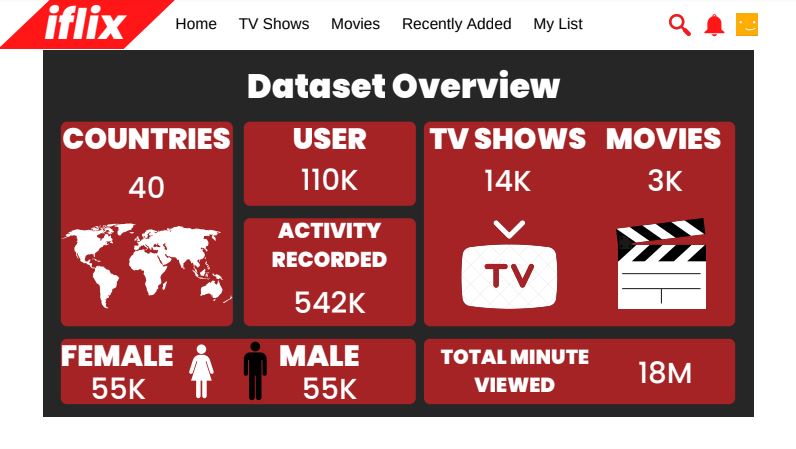 iflix
Home TV Shows Movies Recently Added My List
Dataset Overview
COUNTRIES
40
USER
110K
ACTIVITY
RECORDED
542K
TV SHOWS
14K
TV
MOVIES
3K
FEMALE
55K
MALE
55K
TOTAL MINUTE
VIEWED
18M